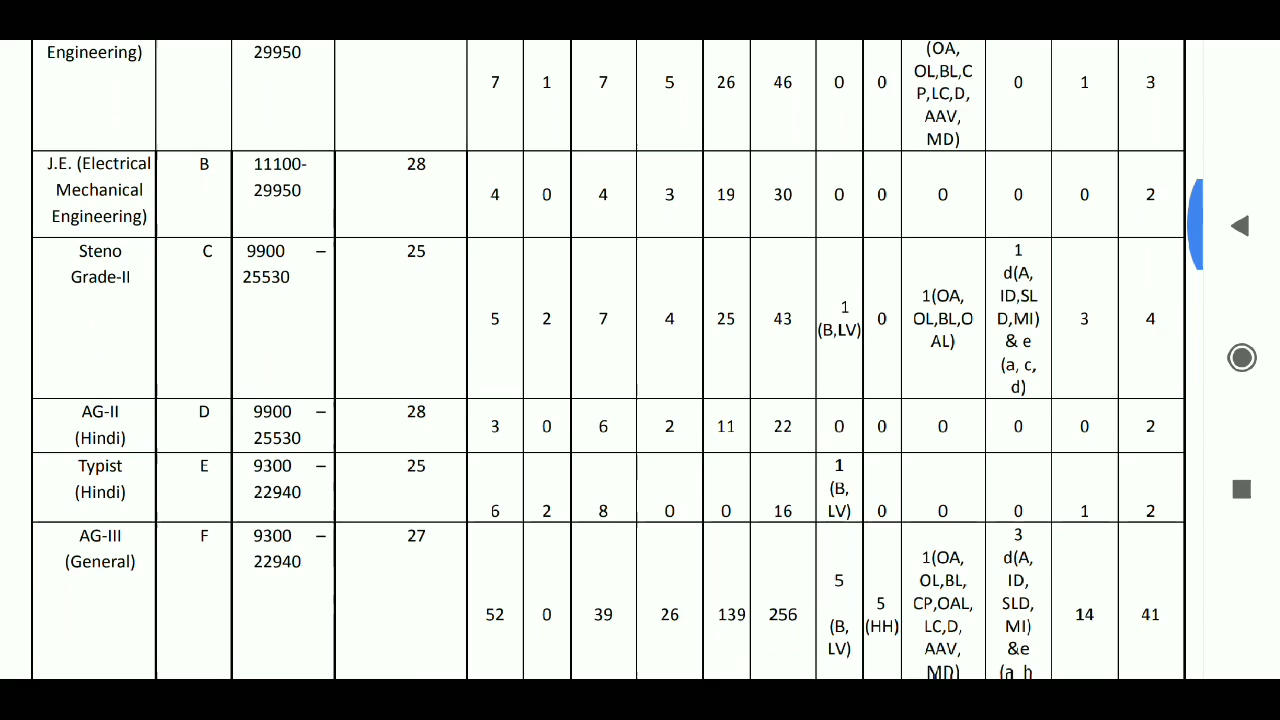 Engineering) 29950 7 1 7 5 26 46 0 0 (OA, OL,BL,C P,LC,D, AAV, MD) 0 1 3
J.E. (Electrical Mechanical Engineering) B 11100- 29950 28 4 0 4 3 19 30 0 0 0 0 0 2
Steno Grade-II C 9900 – 25530 25 5 2 7 4 25 43 1 (B,LV) 0 1(OA, OL,BL,O AL) 1 d(A, ID,SL D,MI) & e (a, c, d) 3 4
AG-II (Hindi) D 9900 – 25530 28 3 0 6 2 11 22 0 0 0 0 0 2
Typist (Hindi) E 9300 – 22940 25 6 2 8 0 0 16 1 (B, LV) 0 0 0 1 2
AG-III (General) F 9300 – 22940 27 52 0 39 26 139 256 5 (B, LV) 5 (HH) 1(OA, OL,BL, CP,OAL, LC,D, AAV, MD) 3 d(A, ID, SLD, MI) &e (a, b 14 41